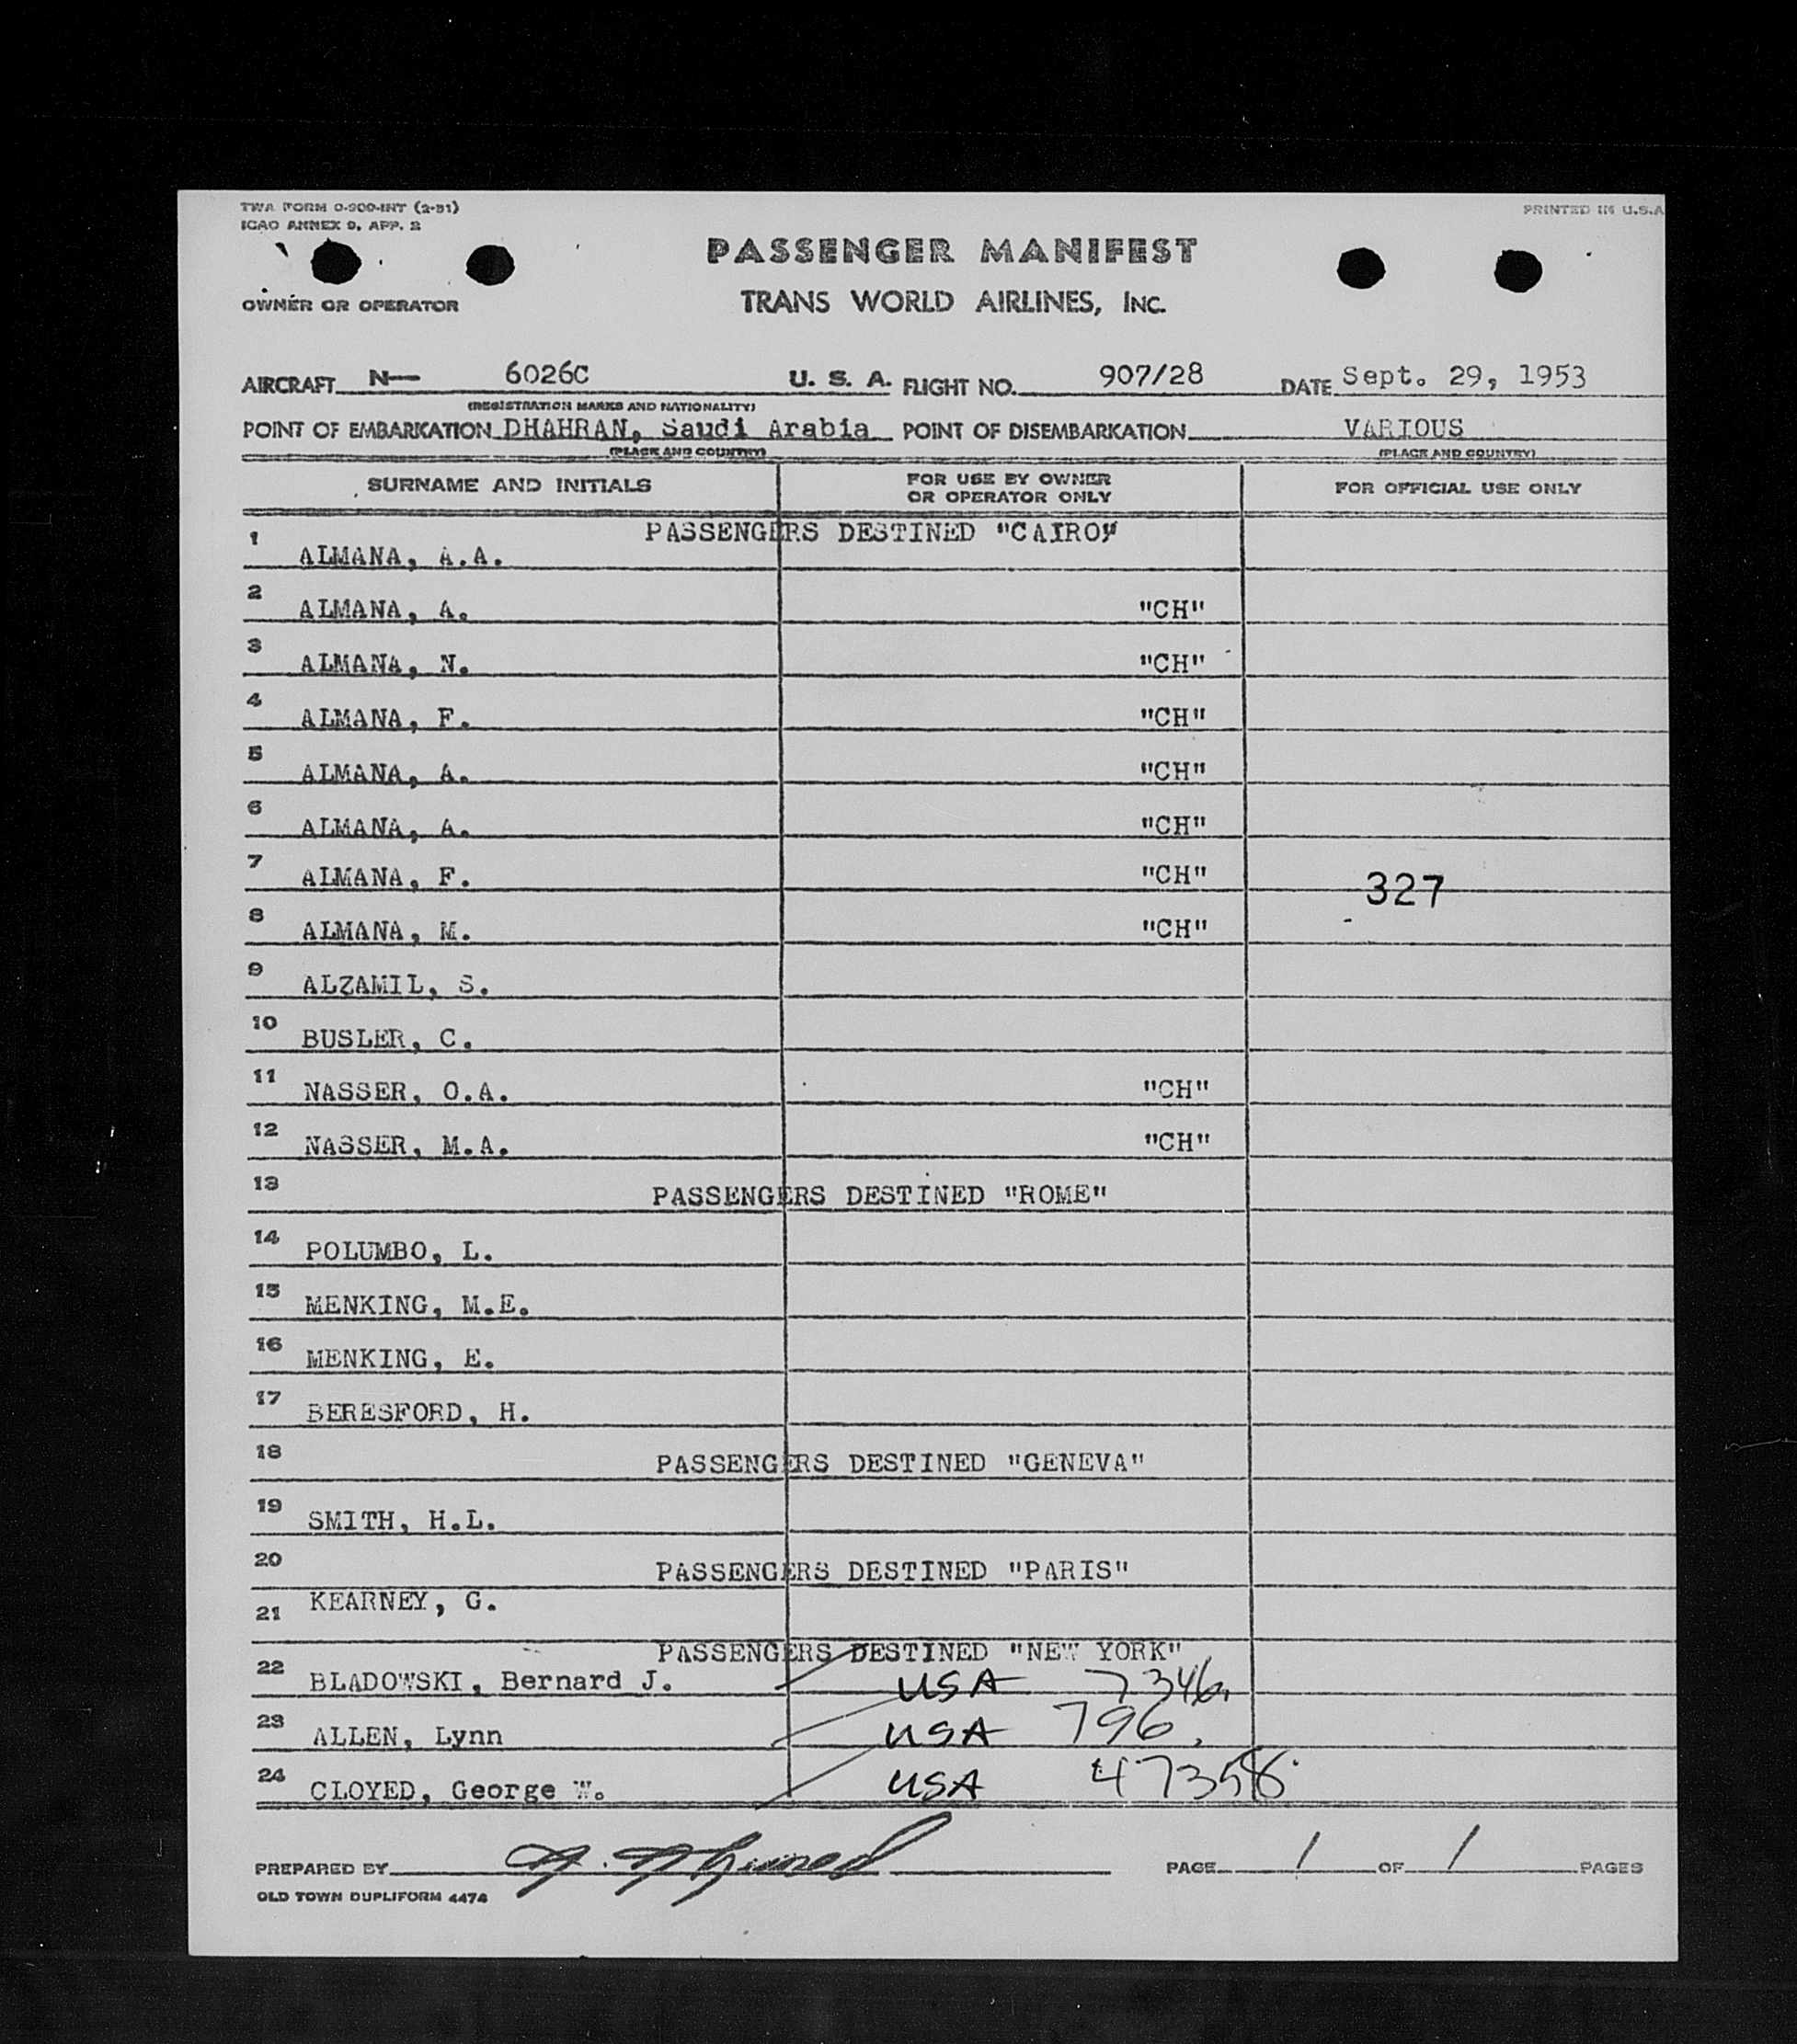 TWA FORM O-900-INT (2-51)
ICAO ANNEX 9, APP. 2
PRINTED IN U.S.A
PASSENGER MANIFEST
OWNER OR OPERATOR
TRANS WORLD AIRLINES, INC.
AIRCRAFT N— 6026C U. S. A. FLIGHT NO. 907/28 DATE Sept. 29, 1953
(REGISTRATION MARKS AND NATIONALITY)
POINT OF EMBARKATION DHAHRAN, Saudi Arabia POINT OF DISEMBARKATION VARIOUS
(PLACE AND COUNTRY) (PLACE AND COUNTRY)
SURNAME AND INITIALS FOR USE BY OWNER OR OPERATOR ONLY FOR OFFICIAL USE ONLY
PASSENGERS DESTINED "CAIRO"
1 ALMANA, A.A.
2 ALMANA, A. "CH"
3 ALMANA, N. "CH"
4 ALMANA, F. "CH"
5 ALMANA, A. "CH"
6 ALMANA, A. "CH"
7 ALMANA, F. "CH" 327
8 ALMANA, M. "CH"
9 ALZAMIL, S.
10 BUSLER, C.
11 NASSER, O.A. "CH"
12 NASSER, M.A. "CH"
13 PASSENGERS DESTINED "ROME"
14 POLUMBO, L.
15 MENKING, M.E.
16 MENKING, E.
17 BERESFORD, H.
18 PASSENGERS DESTINED "GENEVA"
19 SMITH, H.L.
20 PASSENGERS DESTINED "PARIS"
21 KEARNEY, G.
PASSENGERS DESTINED "NEW YORK"
22 BLADOWSKI, Bernard J. USA 7346
23 ALLEN, Lynn USA 796
24 CLOYED, George W. USA 47358
PREPARED BY PAGE 1 OF 1 PAGES
OLD TOWN DUPLIFORM 4474